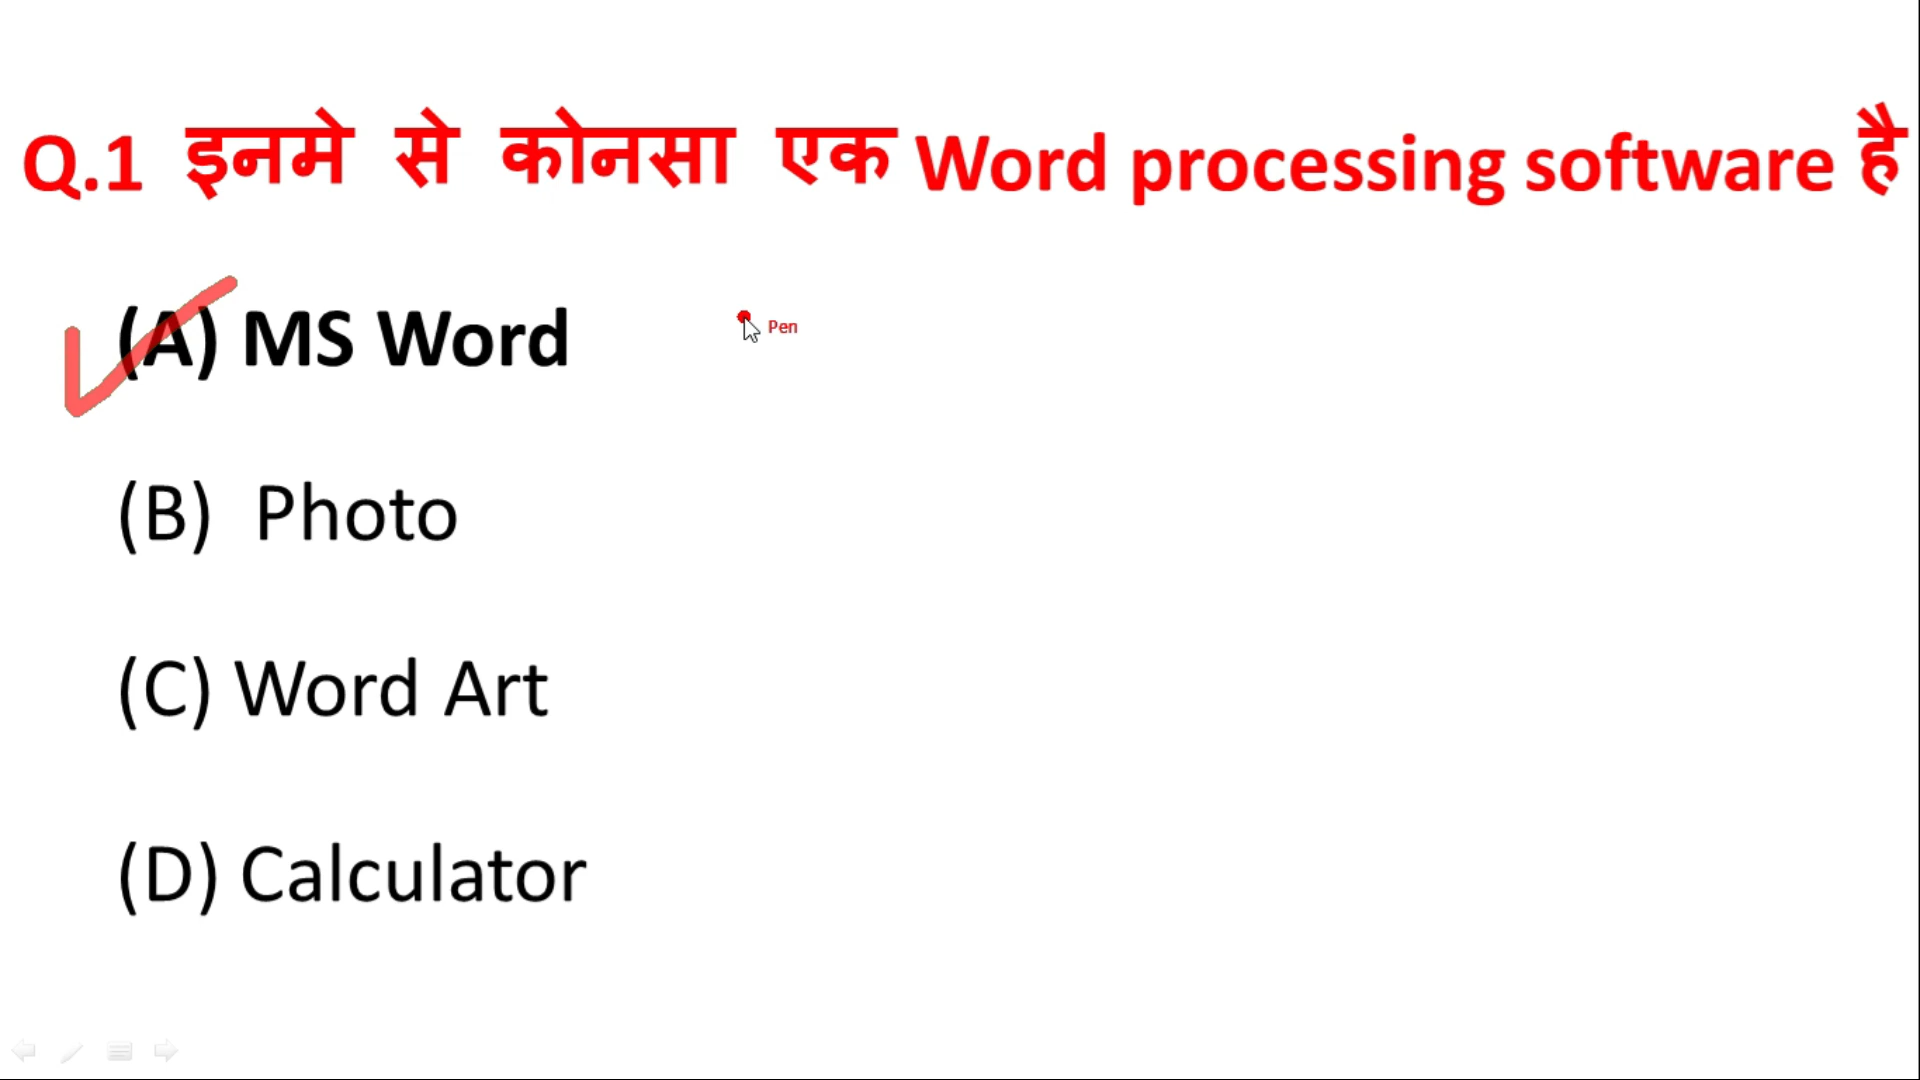 Q.1 इनमे से कोनसा एक Word processing software है
(A) MS Word
Pen
(B) Photo
(C) Word Art
(D) Calculator